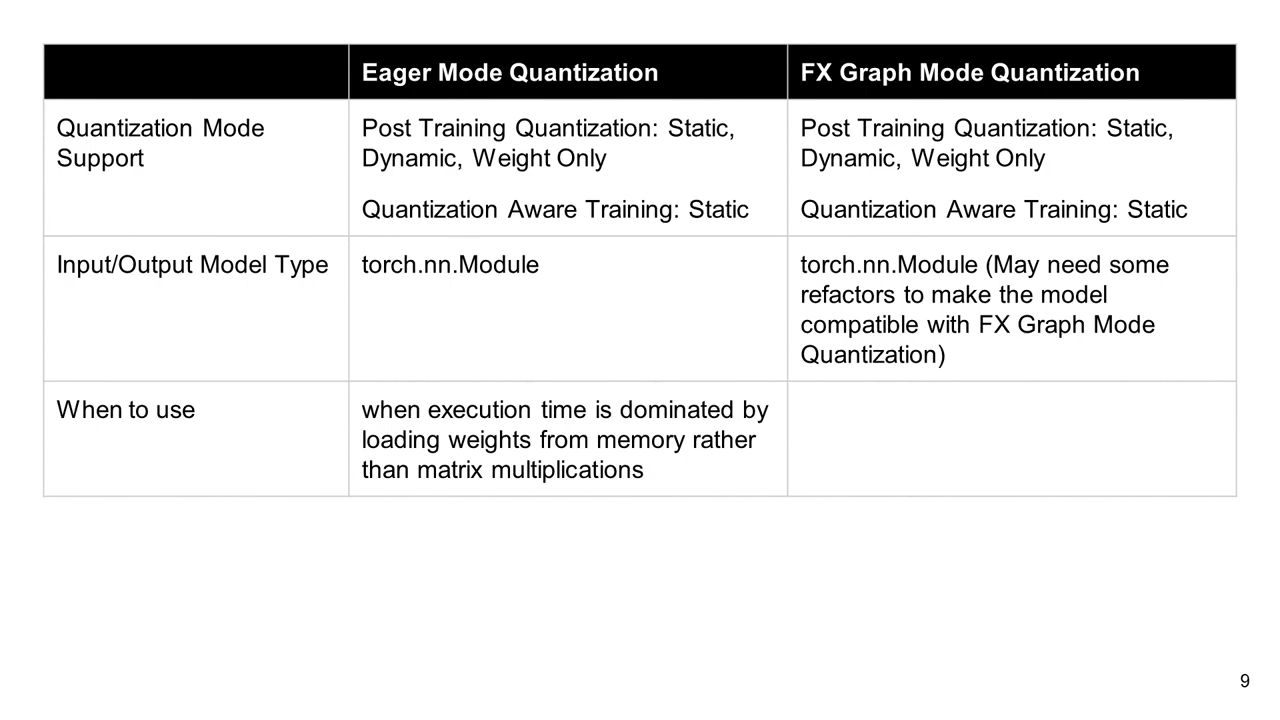 Eager Mode Quantization
FX Graph Mode Quantization
Quantization Mode
Support
Post Training Quantization: Static,
Dynamic, Weight Only
Quantization Aware Training: Static
Post Training Quantization: Static,
Dynamic, Weight Only
Quantization Aware Training: Static
Input/Output Model Type
torch.nn.Module
torch.nn.Module (May need some
refactors to make the model
compatible with FX Graph Mode
Quantization)
When to use
when execution time is dominated by
loading weights from memory rather
than matrix multiplications
9